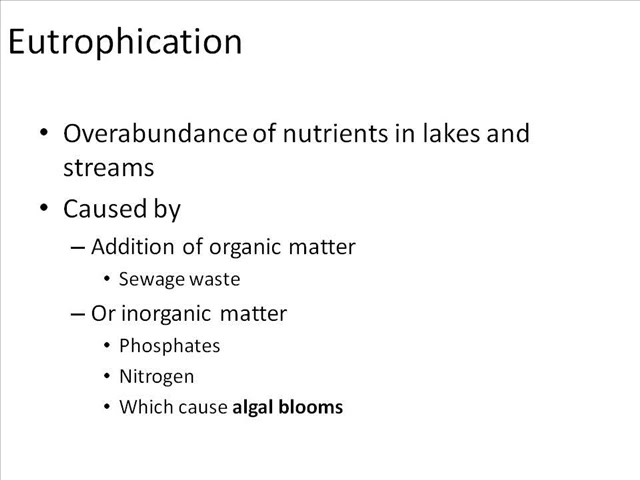 Eutrophication
• Overabundance of nutrients in lakes and
streams
• Caused by
– Addition of organic matter
• Sewage waste
– Or inorganic matter
• Phosphates
• Nitrogen
• Which cause algal blooms